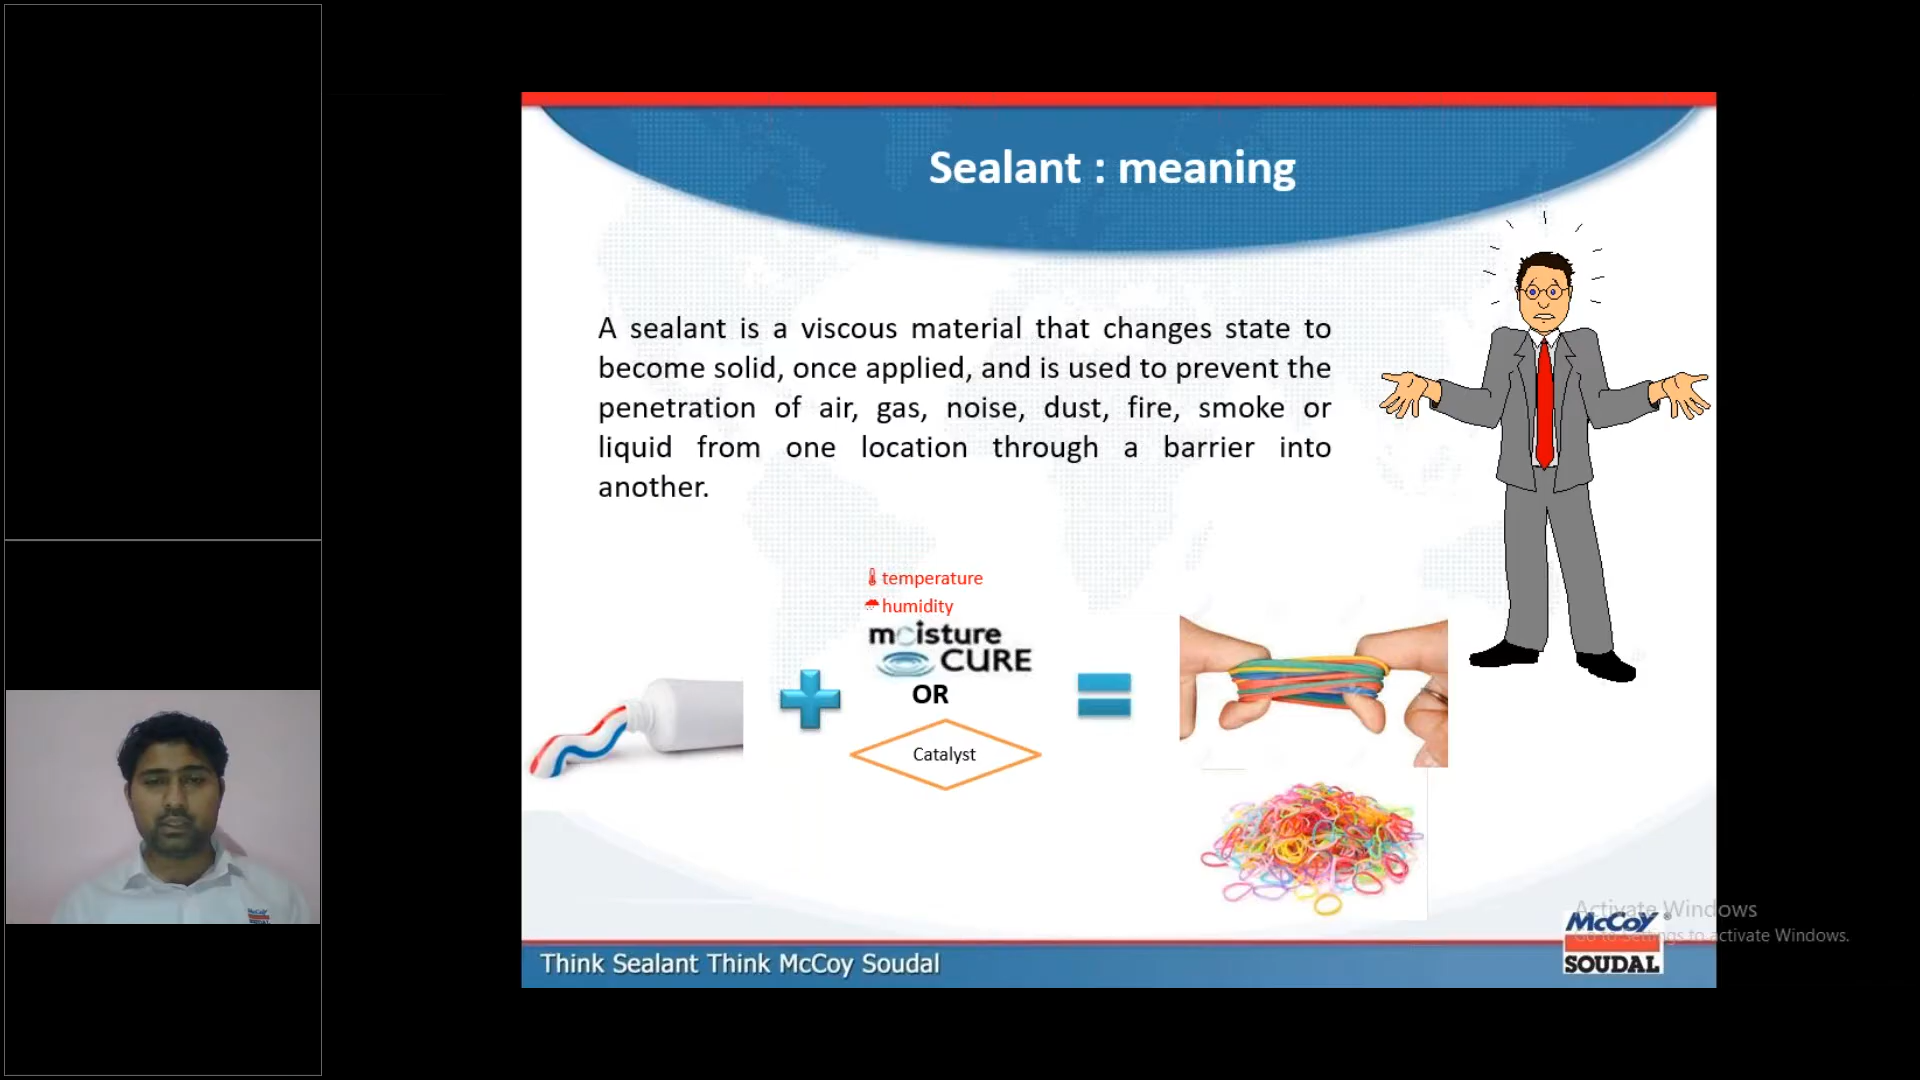 Sealant : meaning
A sealant is a viscous material that changes state to
become solid, once applied, and is used to prevent the
penetration of air, gas, noise, dust, fire, smoke or
liquid from one location through a barrier into
another.
temperature
humidity
moisture
CURE
OR
Catalyst
McCoy
SOUDAL
Activate Windows
Go to Settings to activate Windows.
McCoy ®
SOUDAL
Think Sealant Think McCoy Soudal